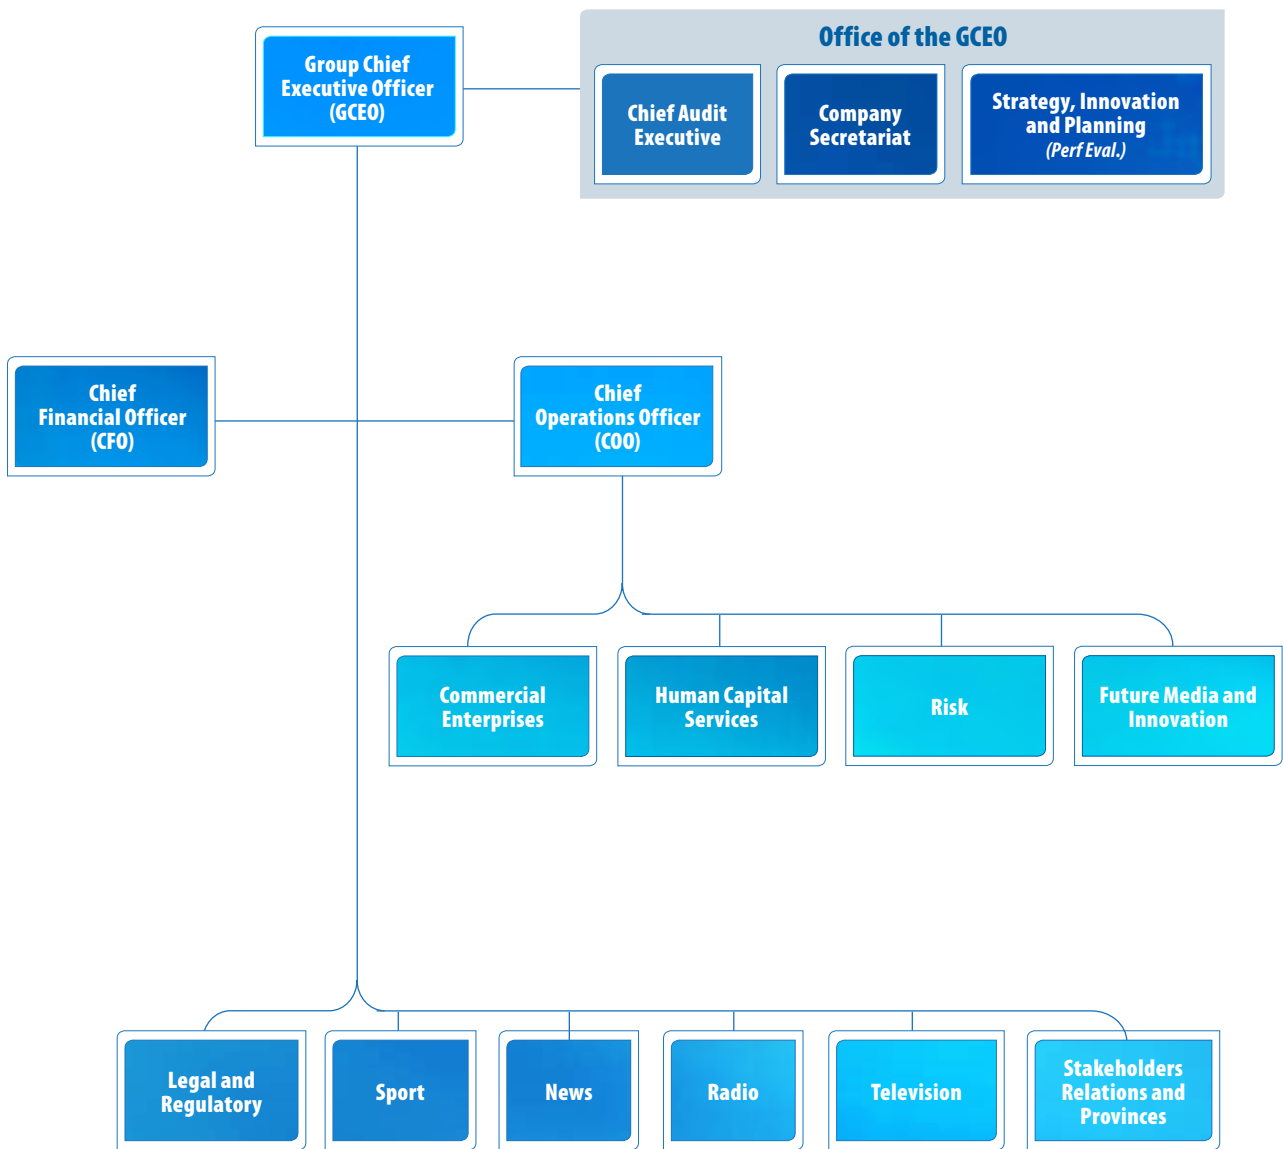 Office of the GCEO
Group Chief
Executive Officer
(GCEO)
Chief Audit
Executive
Company
Secretariat
Strategy, Innovation
and Planning
(Perf Eval.)
Chief
Financial Officer
(CFO)
Chief
Operations Officer
(COO)
Commercial
Enterprises
Human Capital
Services
Risk
Future Media and
Innovation
Legal and
Regulatory
Sport
News
Radio
Television
Stakeholders
Relations and
Provinces